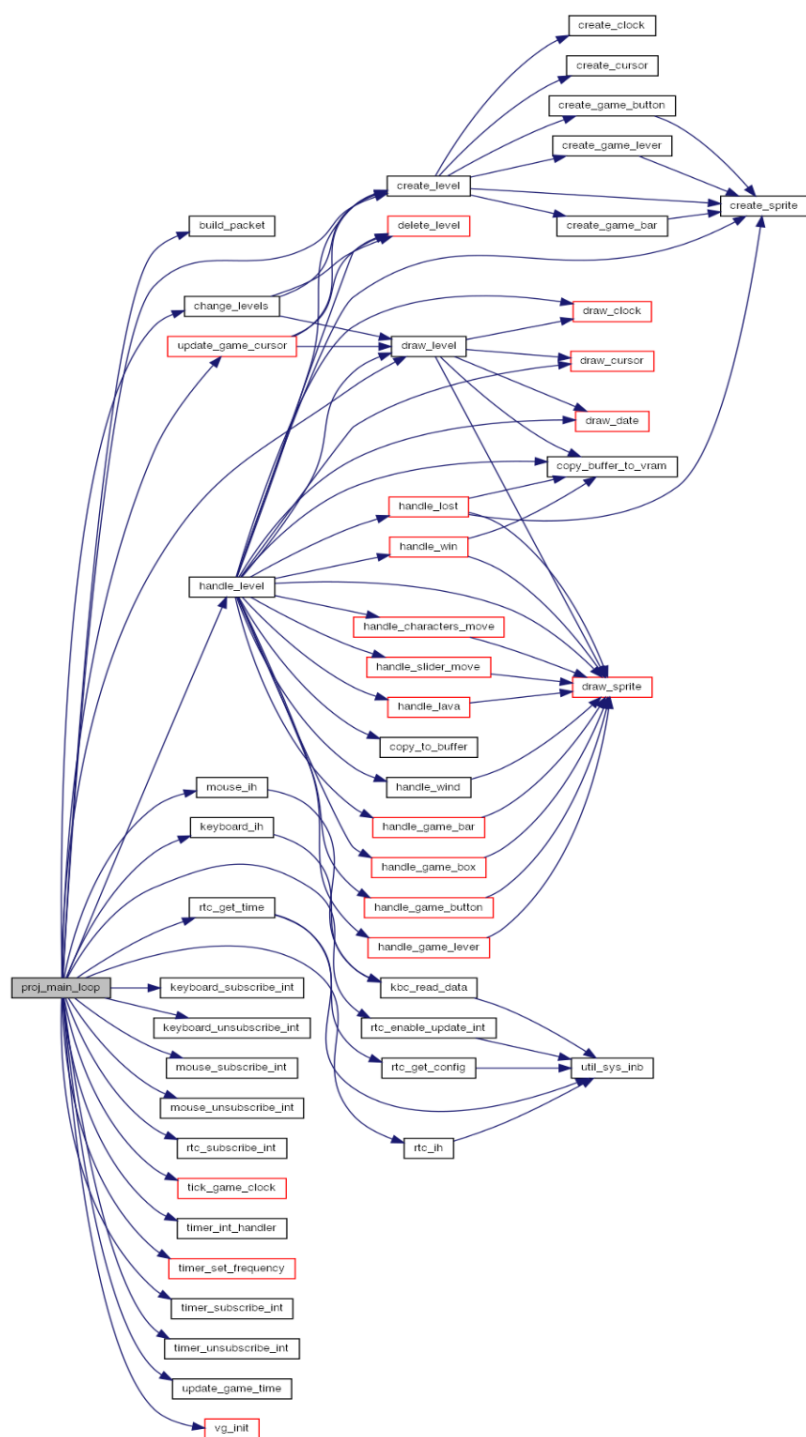 create_clock
create_cursor
create_game_button
create_game_lever
create_level
create_sprite
build_packet
delete_level
create_game_bar
change_levels
draw_clock
update_game_cursor
draw_level
draw_cursor
draw_date
copy_buffer_to_vram
handle_lost
handle_win
handle_level
handle_characters_move
handle_slider_move
draw_sprite
handle_lava
copy_to_buffer
mouse_ih
handle_wind
keyboard_ih
handle_game_bar
handle_game_box
rtc_get_time
handle_game_button
handle_game_lever
proj_main_loop
keyboard_subscribe_int
kbc_read_data
keyboard_unsubscribe_int
rtc_enable_update_int
mouse_subscribe_int
rtc_get_config
util_sys_inb
mouse_unsubscribe_int
rtc_subscribe_int
rtc_ih
tick_game_clock
timer_int_handler
timer_set_frequency
timer_subscribe_int
timer_unsubscribe_int
update_game_time
vg_init